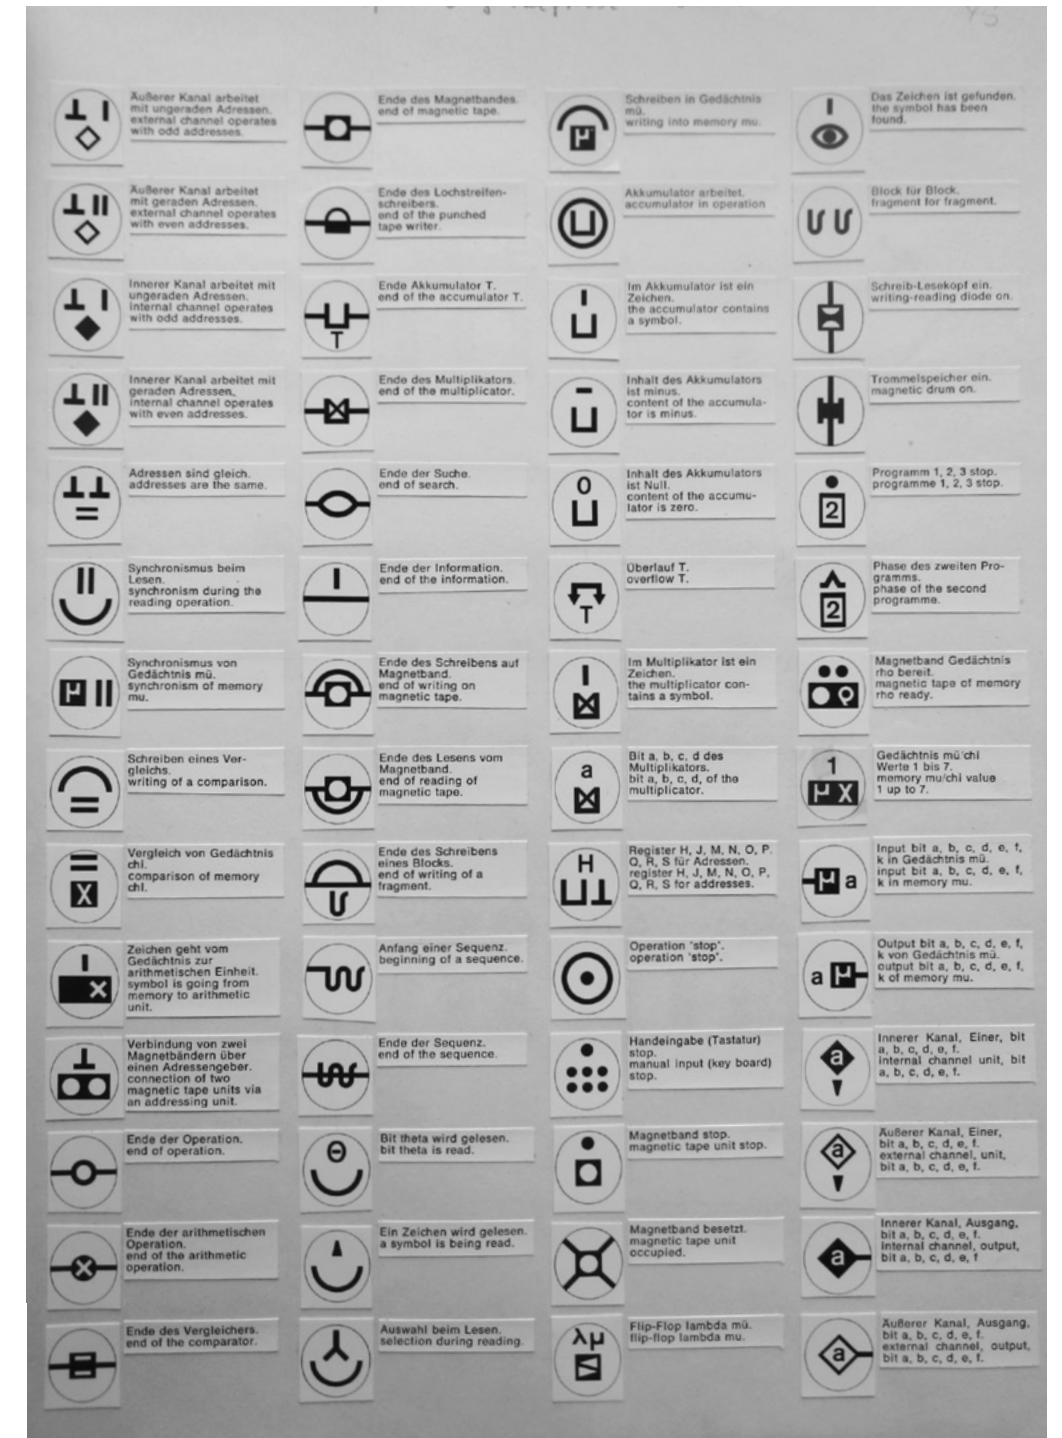 Äußerer Kanal arbeitet
mit ungeraden Adressen.
external channel operates
with odd addresses.
Äußerer Kanal arbeitet
mit geraden Adressen.
external channel operates
with even addresses.
Innerer Kanal arbeitet mit
ungeraden Adressen.
internal channel operates
with odd addresses.
Innerer Kanal arbeitet mit
geraden Adressen,
internal channel operates
with even addresses.
Adressen sind gleich.
addresses are the same.
Synchronismus beim
Lesen.
synchronism during the
reading operation.
μ
Synchronismus von
Gedächtnis mü.
synchronism of memory
mu.
Schreiben eines Ver-
gleichs.
writing of a comparison.
X
Vergleich von Gedächtnis
chi.
comparison of memory
chi.
x
Zeichen geht vom
Gedächtnis zur
arithmetischen Einheit.
symbol is going from
memory to arithmetic
unit.
Verbindung von zwei
Magnetbändern über
einen Adressengeber.
connection of two
magnetic tape units via
an addressing unit.
Ende der Operation.
end of operation.
x
Ende der arithmetischen
Operation.
end of the arithmetic
operation.
Ende des Vergleichers.
end of the comparator.
Ende des Magnetbandes.
end of magnetic tape.
Ende des Lochstreifen-
schreibers.
end of the punched
tape writer.
T
Ende Akkumulator T.
end of the accumulator T.
Ende des Multiplikators.
end of the multiplicator.
Ende der Suche.
end of search.
Ende der Information.
end of the information.
Ende des Schreibens auf
Magnetband.
end of writing on
magnetic tape.
Ende des Lesens vom
Magnetband.
end of reading of
magnetic tape.
Ende des Schreibens
eines Blocks.
end of writing of a
fragment.
Anfang einer Sequenz.
beginning of a sequence.
Ende der Sequenz.
end of the sequence.
Θ
Bit theta wird gelesen.
bit theta is read.
Ein Zeichen wird gelesen.
a symbol is being read.
Auswahl beim Lesen.
selection during reading.
μ
Schreiben in Gedächtnis
mü.
writing into memory mu.
Akkumulator arbeitet.
accumulator in operation
Im Akkumulator ist ein
Zeichen.
the accumulator contains
a symbol.
Inhalt des Akkumulators
ist minus.
content of the accumula-
tor is minus.
0
Inhalt des Akkumulators
ist Null.
content of the accumu-
lator is zero.
T
Überlauf T.
overflow T.
Im Multiplikator ist ein
Zeichen.
the multiplicator con-
tains a symbol.
a
Bit a, b, c, d des
Multiplikators.
bit a, b, c, d, of the
multiplicator.
H
Register H, J, M, N, O, P.
Q, R, S für Adressen.
register H, J, M, N, O, P,
Q, R, S for addresses.
Operation 'stop'.
operation 'stop'.
Handeingabe (Tastatur)
stop.
manual input (key board)
stop.
Magnetband stop.
magnetic tape unit stop.
Magnetband besetzt.
magnetic tape unit
occupied.
λμ
Flip-Flop lambda mü.
flip-flop lambda mu.
Das Zeichen ist gefunden.
the symbol has been
found.
Block für Block.
fragment for fragment.
Schreib-Lesekopf ein.
writing-reading diode on.
Trommelspeicher ein.
magnetic drum on.
2
Programm 1, 2, 3 stop.
programme 1, 2, 3 stop.
2
Phase des zweiten Pro-
gramms.
phase of the second
programme.
Magnetband Gedächtnis
rho bereit.
magnetic tape of memory
rho ready.
1
μ X
Gedächtnis mü/chi
Werte 1 bis 7.
memory mu/chi value
1 up to 7.
μ a
Input bit a, b, c, d, e, f,
k in Gedächtnis mü.
input bit a, b, c, d, e, f,
k in memory mu.
a μ
Output bit a, b, c, d, e, f,
k von Gedächtnis mü.
output bit a, b, c, d, e, f,
k of memory mu.
a
Innerer Kanal, Einer, bit
a, b, c, d, e, f.
internal channel unit, bit
a, b, c, d, e, f.
a
Äußerer Kanal, Einer,
bit a, b, c, d, e, f.
external channel, unit,
bit a, b, c, d, e, f.
a
Innerer Kanal, Ausgang,
bit a, b, c, d, e, f.
internal channel, output,
bit a, b, c, d, e, f
a
Äußerer Kanal, Ausgang,
bit a, b, c, d, e, f.
external channel, output,
bit a, b, c, d, e, f.